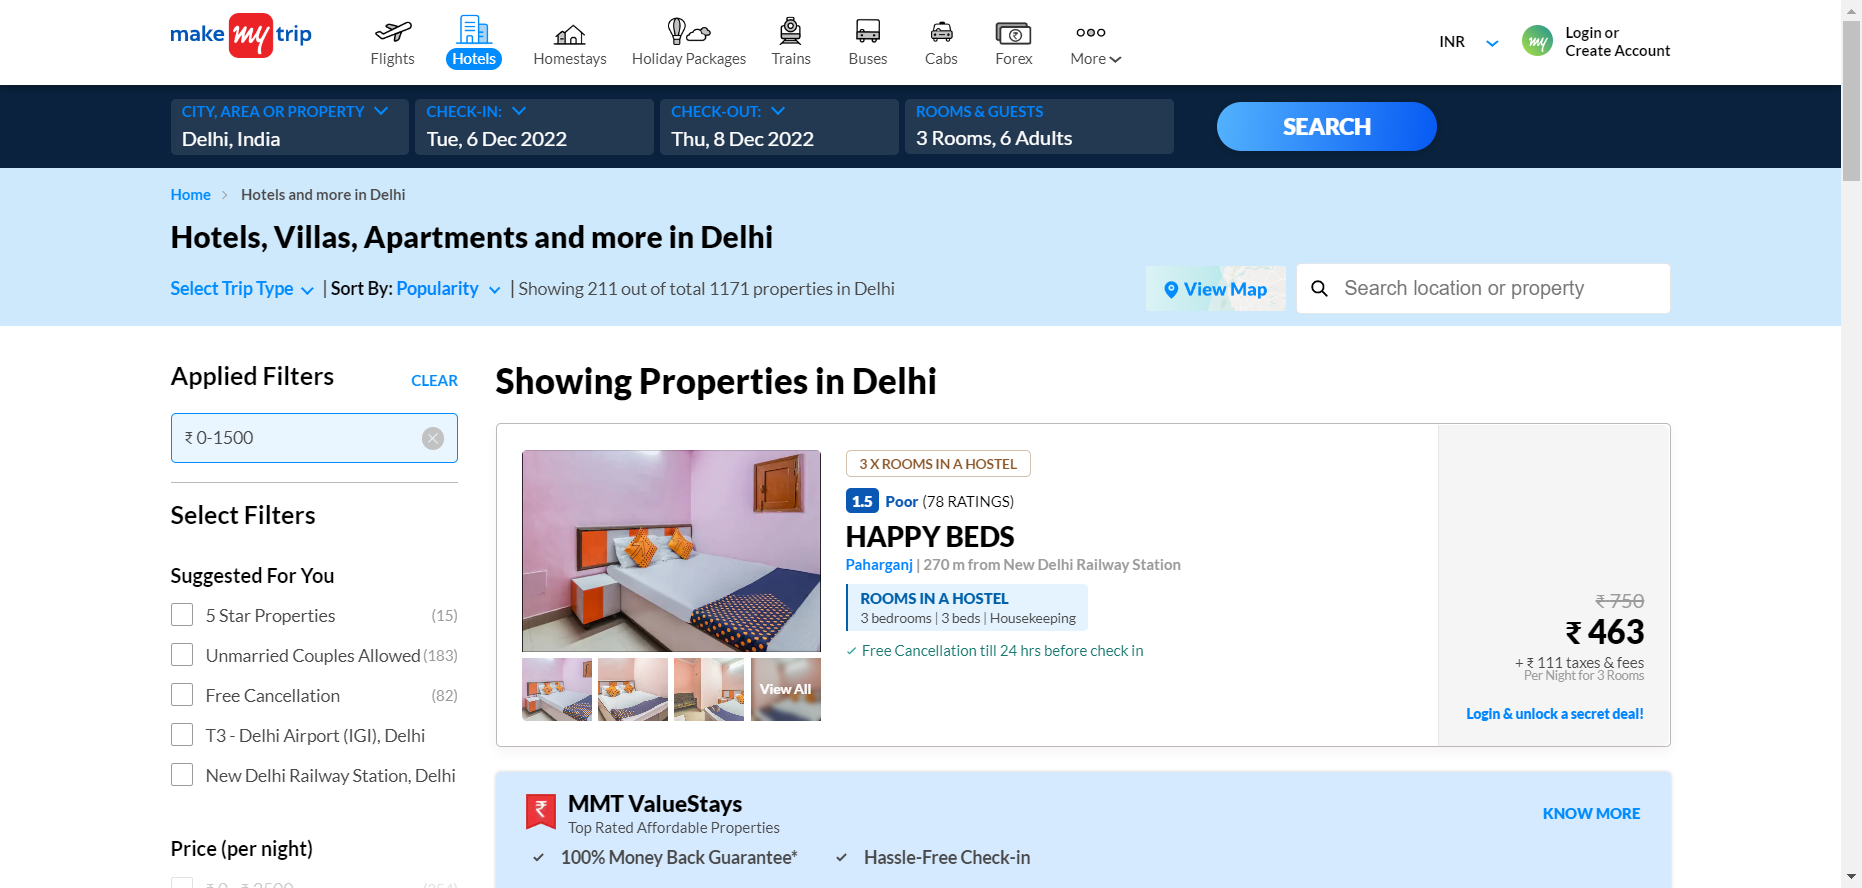 make my trip
Flights
Hotels
Homestays
Holiday Packages
Trains
Buses
Cabs
Forex
More
INR
my
Login or
Create Account
CITY, AREA OR PROPERTY
Delhi, India
CHECK-IN:
Tue, 6 Dec 2022
CHECK-OUT:
Thu, 8 Dec 2022
ROOMS & GUESTS
3 Rooms, 6 Adults
SEARCH
Home > Hotels and more in Delhi
Hotels, Villas, Apartments and more in Delhi
Select Trip Type | Sort By: Popularity | Showing 211 out of total 1171 properties in Delhi
View Map
Search location or property
Applied Filters
CLEAR
₹ 0-1500
Select Filters
Suggested For You
5 Star Properties (15)
Unmarried Couples Allowed (183)
Free Cancellation (82)
T3 - Delhi Airport (IGI), Delhi
New Delhi Railway Station, Delhi
Price (per night)
Showing Properties in Delhi
View All
3 X ROOMS IN A HOSTEL
1.5 Poor (78 RATINGS)
HAPPY BEDS
Paharganj | 270 m from New Delhi Railway Station
ROOMS IN A HOSTEL
3 bedrooms | 3 beds | Housekeeping
✓ Free Cancellation till 24 hrs before check in
₹ 750
₹ 463
+ ₹ 111 taxes & fees
Per Night for 3 Rooms
Login & unlock a secret deal!
₹
MMT ValueStays
Top Rated Affordable Properties
KNOW MORE
✓ 100% Money Back Guarantee*
✓ Hassle-Free Check-in